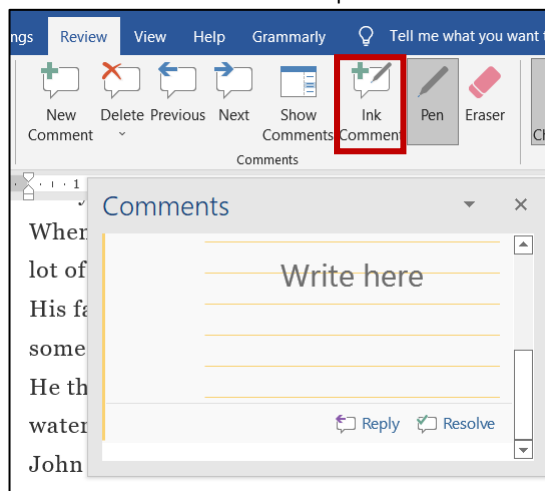 ngs Review View Help Grammarly Tell me what you want
New Comment Delete Previous Next Show Comments Ink Comment Pen Eraser
Comments
1
Comments
When
lot of
Write here
His fa
some
He th
water
Reply Resolve
John